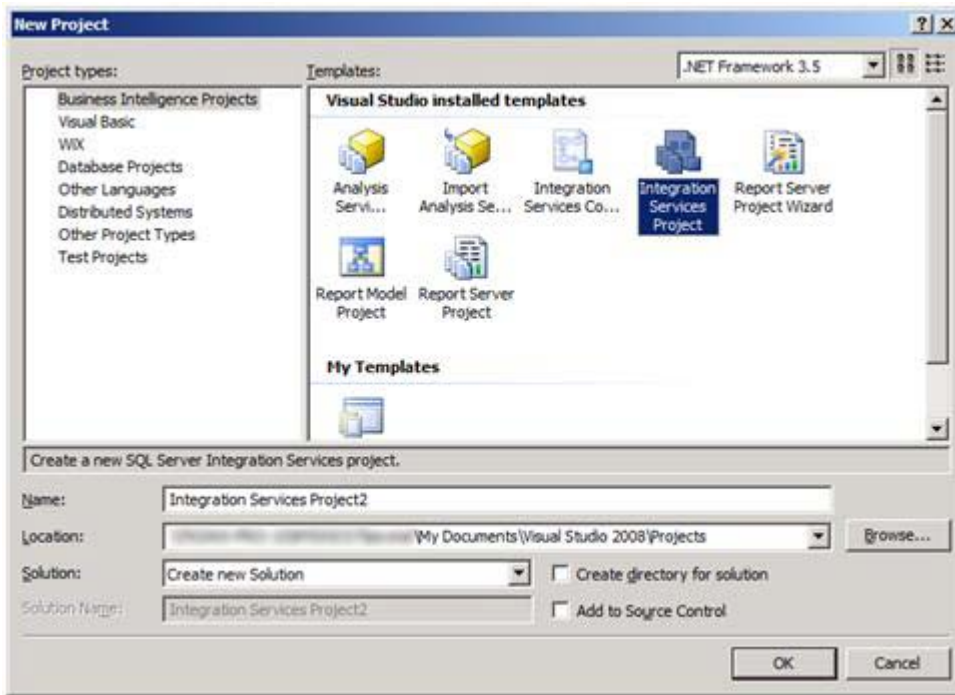 New Project
Project types:
Templates:
.NET Framework 3.5
Business Intelligence Projects
Visual Basic
WiX
Database Projects
Other Languages
Distributed Systems
Other Project Types
Test Projects
Visual Studio installed templates
Analysis
Servi...
Import
Analysis Se...
Integration
Services Co...
Integration
Services
Project
Report Server
Project Wizard
Report Model
Project
Report Server
Project
My Templates
Create a new SQL Server Integration Services project.
Name:
Integration Services Project2
Location:
\My Documents\Visual Studio 2008\Projects
Browse...
Solution:
Create new Solution
Create directory for solution
Solution Name:
Integration Services Project2
Add to Source Control
OK
Cancel